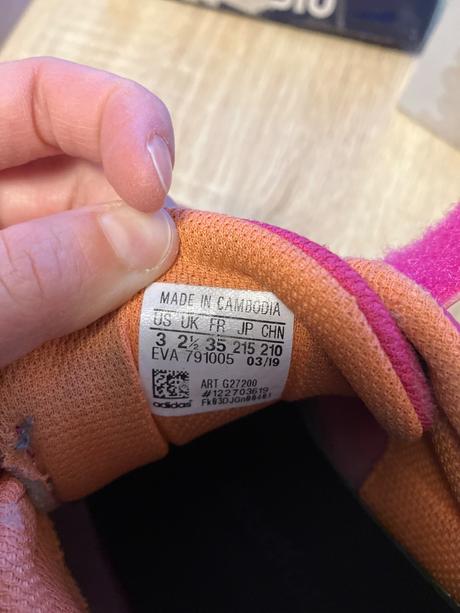 MADE IN CAMBODIA
US UK FR JP CHN
3 2½ 35 215 210
EVA 791005 03/19
ART G27200
#122703619
adidas